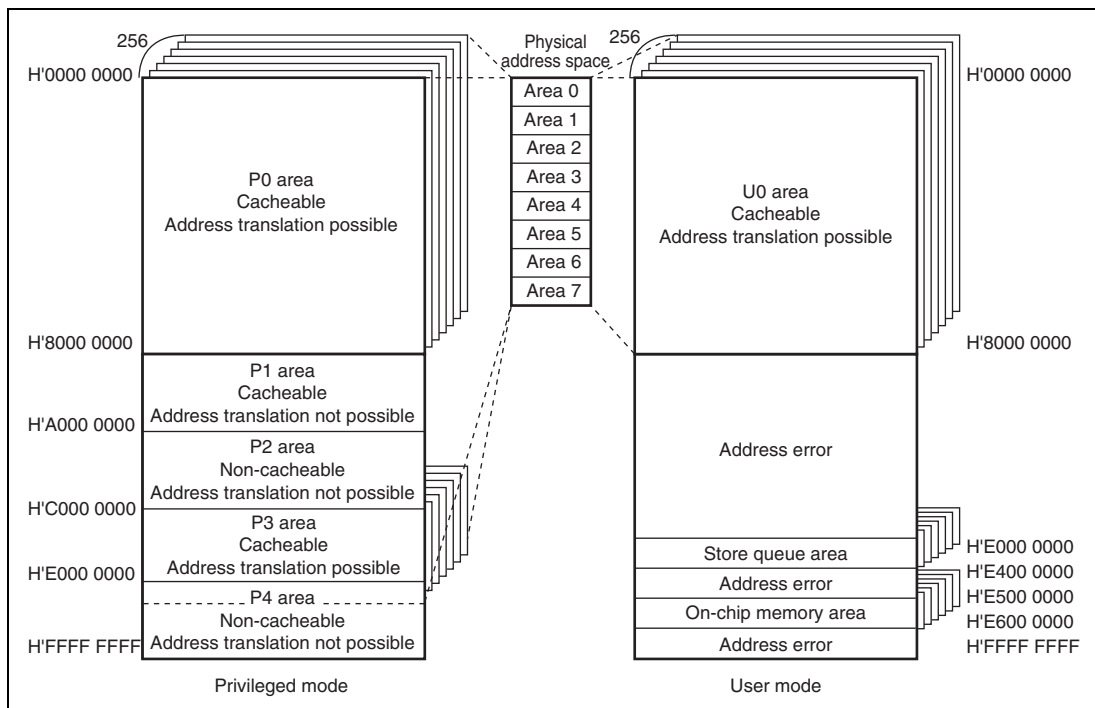 256
H'0000 0000
P0 area
Cacheable
Address translation possible
H'8000 0000
P1 area
Cacheable
Address translation not possible
H'A000 0000
P2 area
Non-cacheable
Address translation not possible
H'C000 0000
P3 area
Cacheable
Address translation possible
H'E000 0000
P4 area
Non-cacheable
Address translation not possible
H'FFFF FFFF
Privileged mode
Physical
address space
Area 0
Area 1
Area 2
Area 3
Area 4
Area 5
Area 6
Area 7
256
H'0000 0000
U0 area
Cacheable
Address translation possible
H'8000 0000
Address error
Store queue area
H'E000 0000
Address error
H'E400 0000
H'E500 0000
On-chip memory area
H'E600 0000
Address error
H'FFFF FFFF
User mode